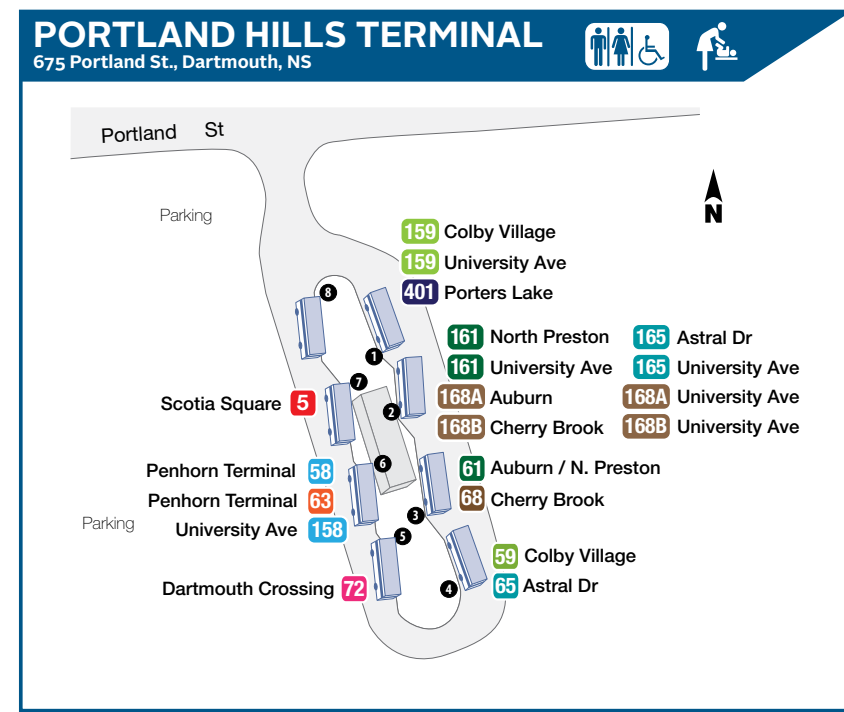 PORTLAND HILLS TERMINAL
675 Portland St., Dartmouth, NS
Portland St
N
Parking
159 Colby Village
159 University Ave
401 Porters Lake
8
161 North Preston 165 Astral Dr
161 University Ave 165 University Ave
1
7
168A Auburn 168A University Ave
168B Cherry Brook 168B University Ave
Scotia Square 5
2
6
61 Auburn / N. Preston
68 Cherry Brook
Penhorn Terminal 58
Penhorn Terminal 63
University Ave 158
Parking
3
5
59 Colby Village
65 Astral Dr
4
Dartmouth Crossing 72